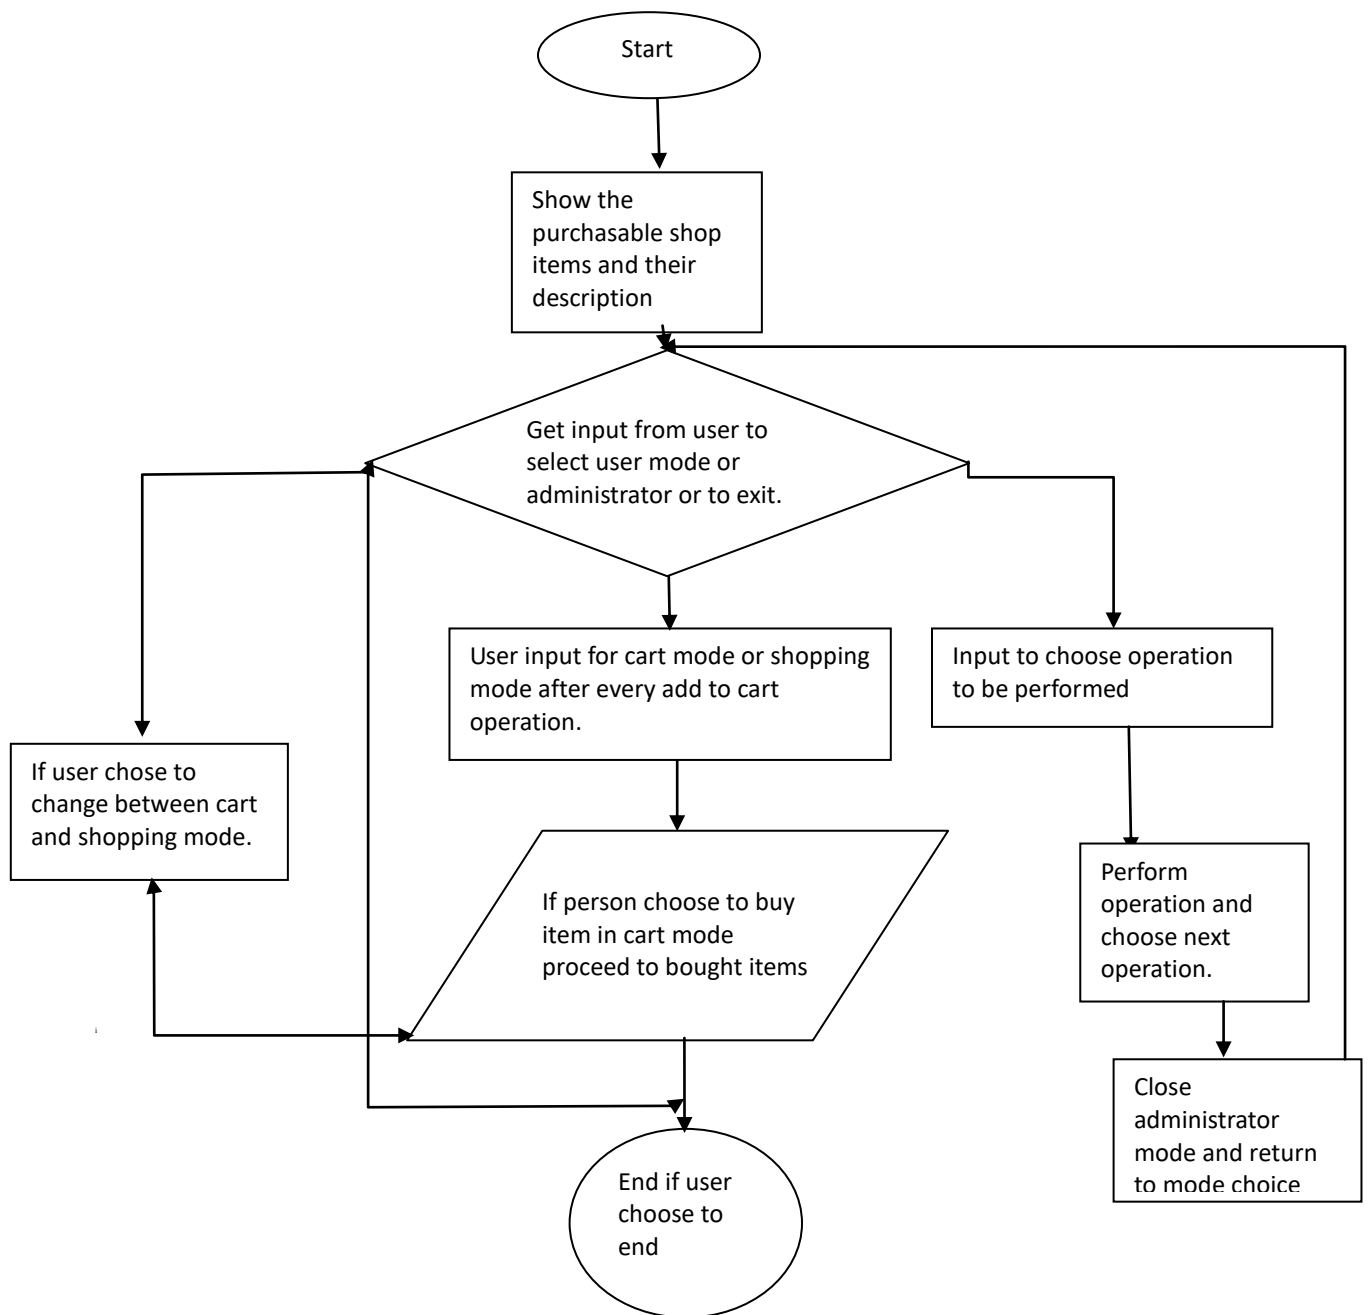 Start
Show the
purchasable shop
items and their
description
Get input from user to
select user mode or
administrator or to exit.
User input for cart mode or shopping
mode after every add to cart
operation.
Input to choose operation
to be performed
If user chose to
change between cart
and shopping mode.
If person choose to buy
item in cart mode
proceed to bought items
Perform
operation and
choose next
operation.
Close
administrator
mode and return
to mode choice
End if user
choose to
end